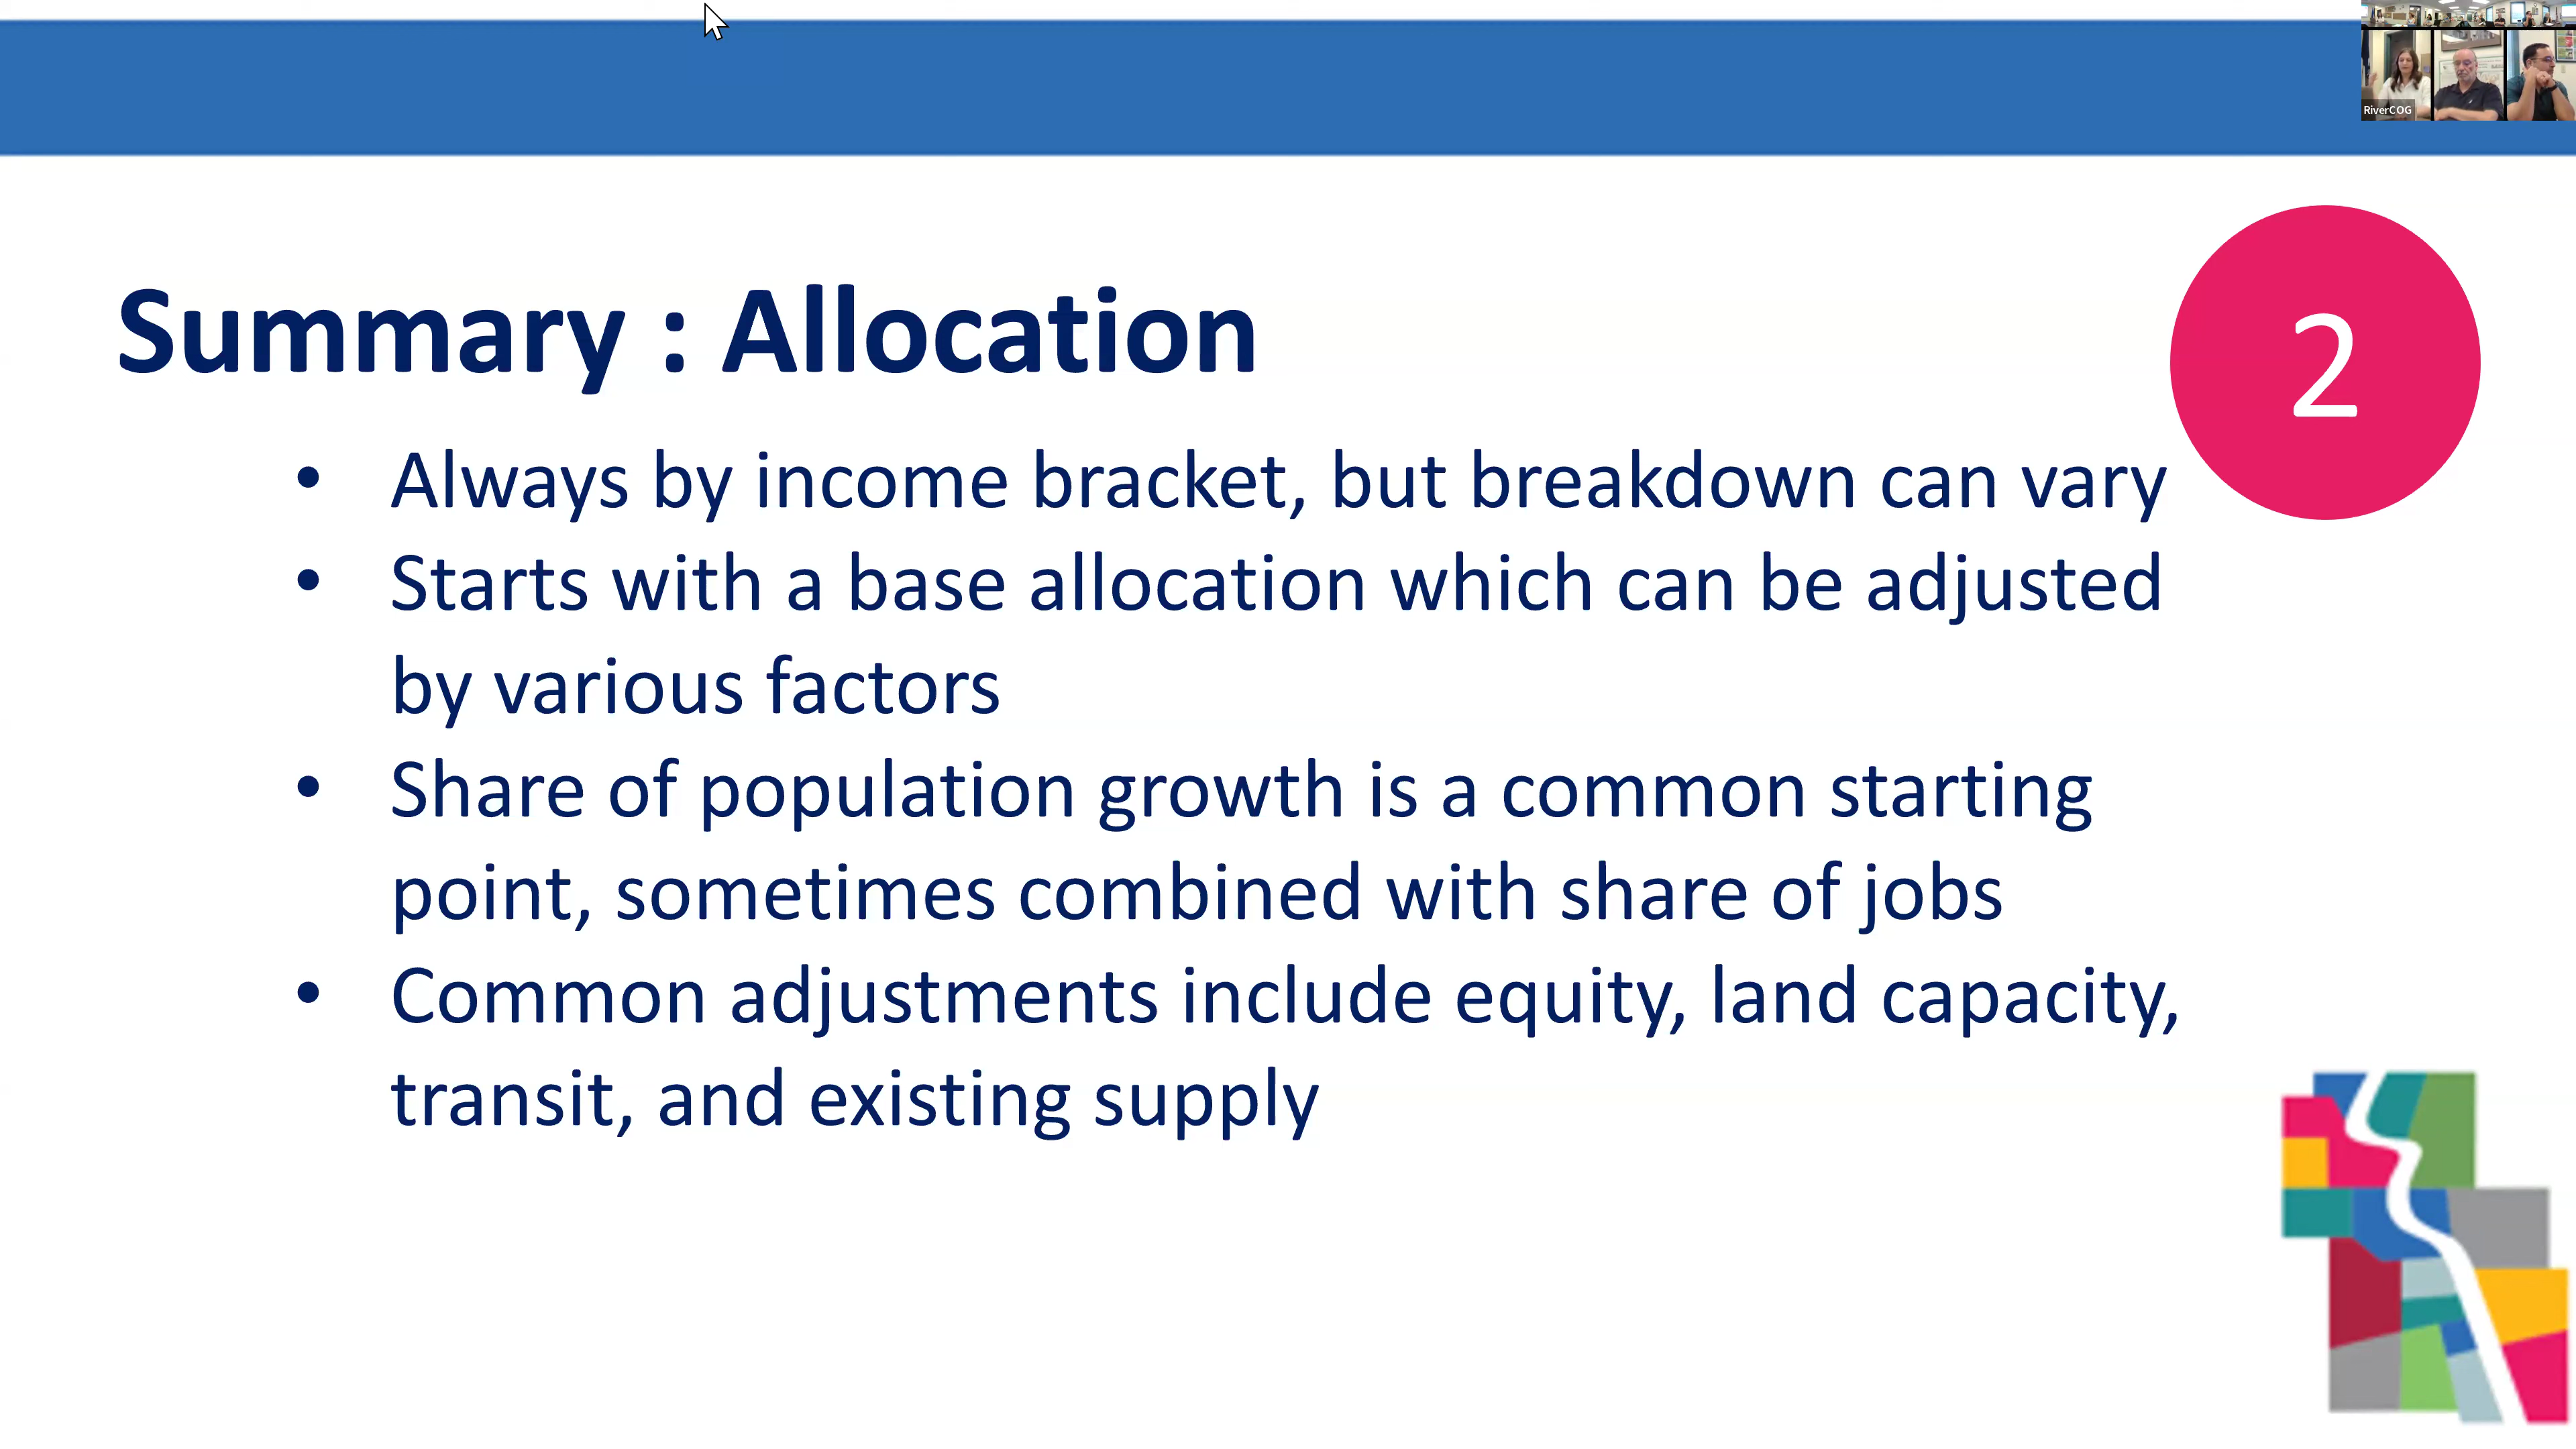 RiverCOG
Summary : Allocation
2
• Always by income bracket, but breakdown can vary
• Starts with a base allocation which can be adjusted
by various factors
• Share of population growth is a common starting
point, sometimes combined with share of jobs
• Common adjustments include equity, land capacity,
transit, and existing supply